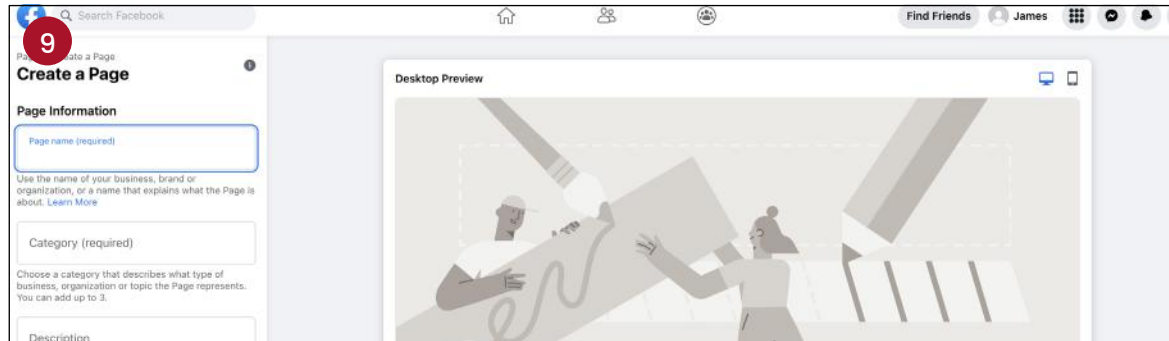 Search Facebook
Find Friends
James
9
ate a Page
Create a Page
Page Information
Page name (required)
Use the name of your business, brand or
organization, or a name that explains what the Page is
about. Learn More
Category (required)
Choose a category that describes what type of
business, organization or topic the Page represents.
You can add up to 3.
Description
Desktop Preview